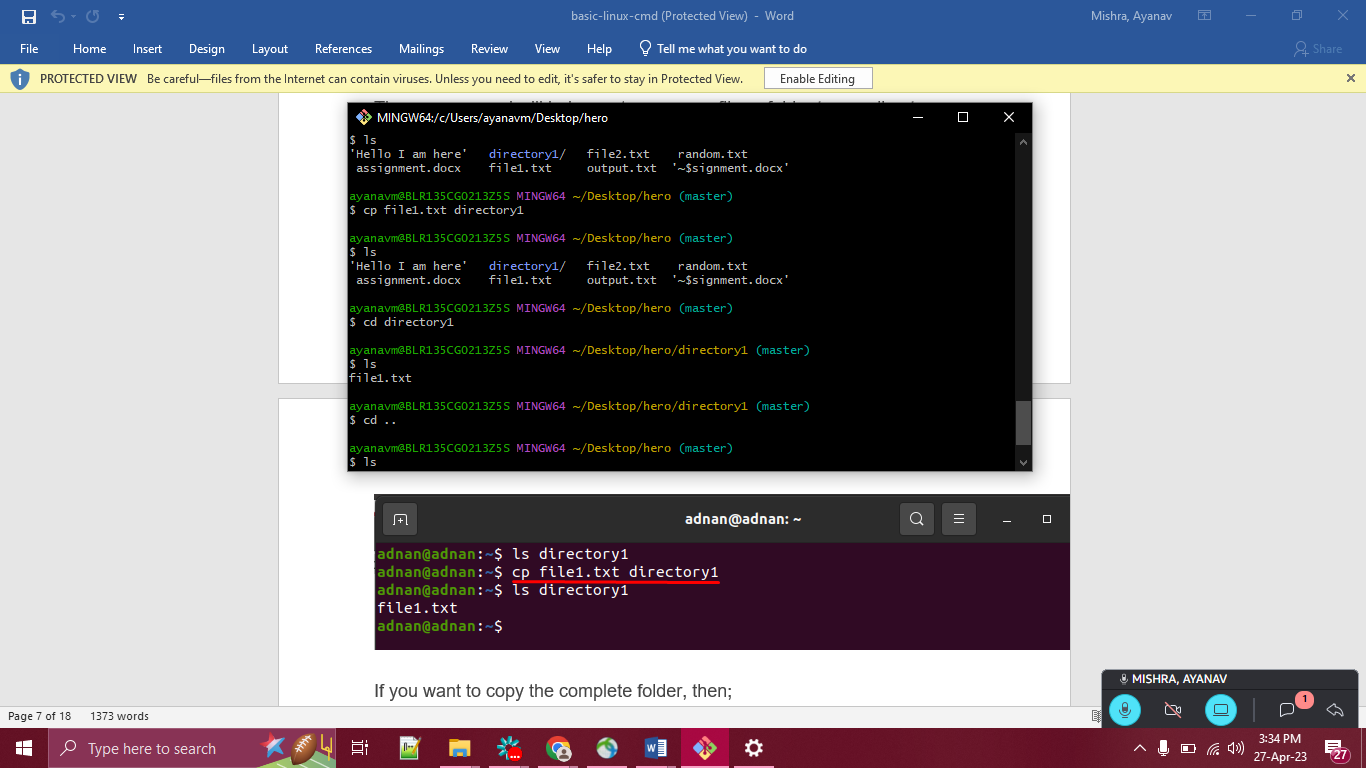 basic-linux-cmd (Protected View) - Word
Mishra, Ayanav
File Home Insert Design Layout References Mailings Review View Help Tell me what you want to do Share
PROTECTED VIEW Be careful—files from the Internet can contain viruses. Unless you need to edit, it's safer to stay in Protected View. Enable Editing
MINGW64:/c/Users/ayanavm/Desktop/hero
$ ls
'Hello I am here' directory1/ file2.txt random.txt
assignment.docx file1.txt output.txt '~$signment.docx'
ayanavm@BLR135CG0213Z5S MINGW64 ~/Desktop/hero (master)
$ cp file1.txt directory1
ayanavm@BLR135CG0213Z5S MINGW64 ~/Desktop/hero (master)
$ ls
'Hello I am here' directory1/ file2.txt random.txt
assignment.docx file1.txt output.txt '~$signment.docx'
ayanavm@BLR135CG0213Z5S MINGW64 ~/Desktop/hero (master)
$ cd directory1
ayanavm@BLR135CG0213Z5S MINGW64 ~/Desktop/hero/directory1 (master)
$ ls
file1.txt
ayanavm@BLR135CG0213Z5S MINGW64 ~/Desktop/hero/directory1 (master)
$ cd ..
ayanavm@BLR135CG0213Z5S MINGW64 ~/Desktop/hero (master)
$ ls
adnan@adnan: ~
adnan@adnan:~$ ls directory1
adnan@adnan:~$ cp file1.txt directory1
adnan@adnan:~$ ls directory1
file1.txt
adnan@adnan:~$
If you want to copy the complete folder, then;
MISHRA, AYANAV
1
Page 7 of 18 1373 words
Type here to search
3:34 PM
27-Apr-23
27